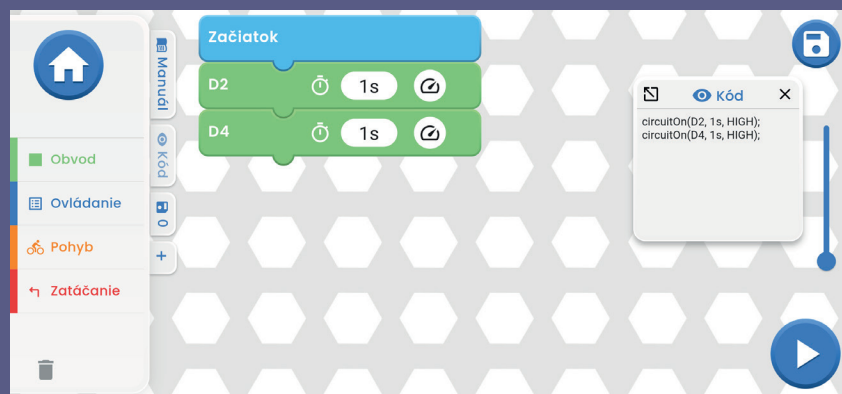 Začiatok
D2
1s
D4
1s
Manuál
Kód
0
+
Obvod
Ovládanie
Pohyb
Zatáčanie
Kód
circuitOn(D2, 1s, HIGH);
circuitOn(D4, 1s, HIGH);